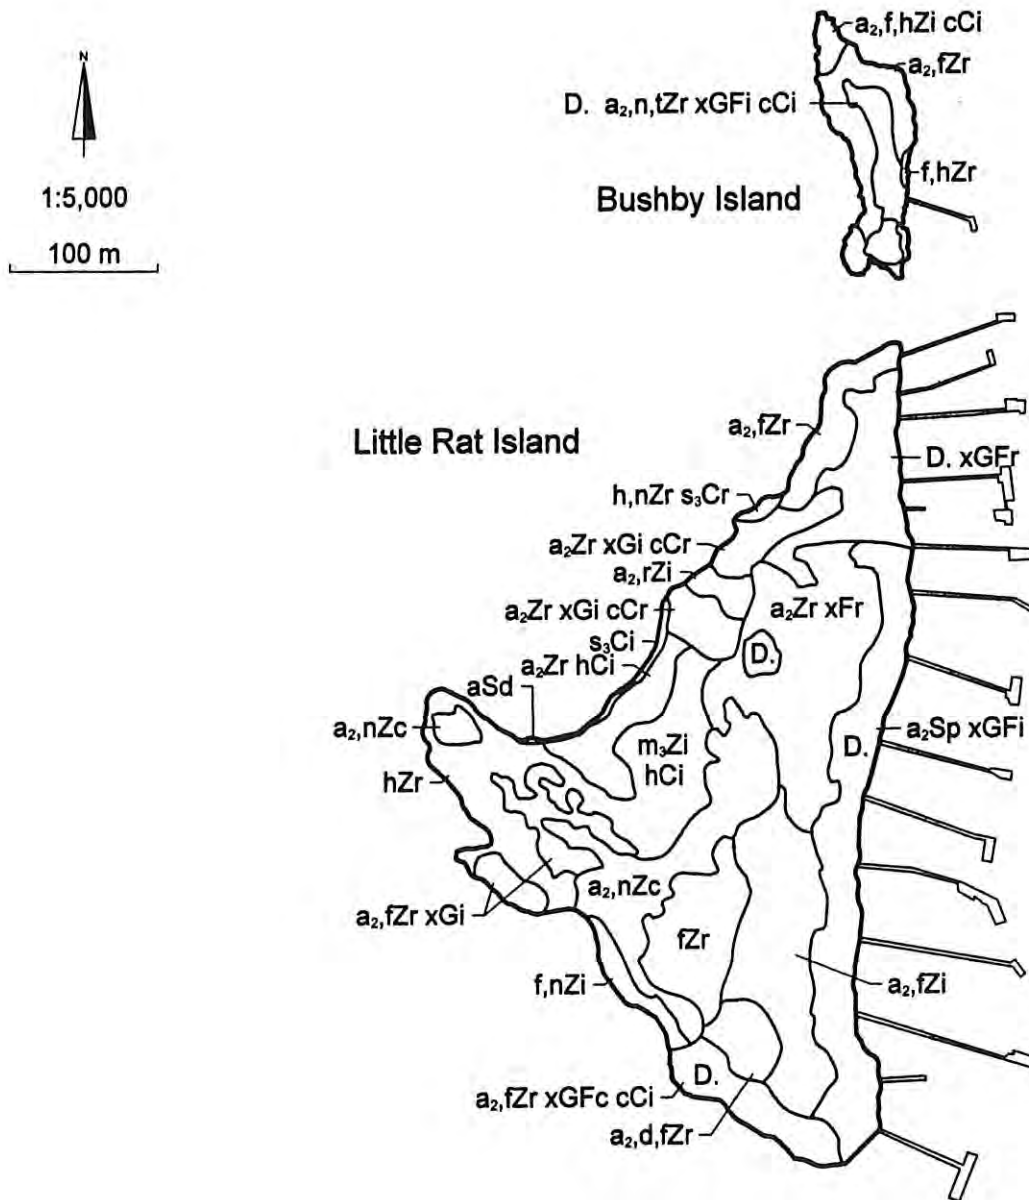 a₂,f,hZi cCi
N
a₂,fZr
D. a₂,n,tZr xGFi cCi
1:5,000
f,hZr
Bushby Island
100 m
a₂,fZr
Little Rat Island
D. xGFr
h,nZr s₃Cr
a₂Zr xGi cCr
a₂,rZi
a₂Zr xGi cCr
a₂Zr xFr
s₃Ci
D.
a₂Zr hCi
aSd
a₂,nZc
a₂Sp xGFi
D.
m₃Zi
hCi
hZr
a₂,nZc
a₂,fZr xGi
fZr
f,nZi
a₂,fZi
D.
a₂,fZr xGFc cCi
a₂,d,fZr